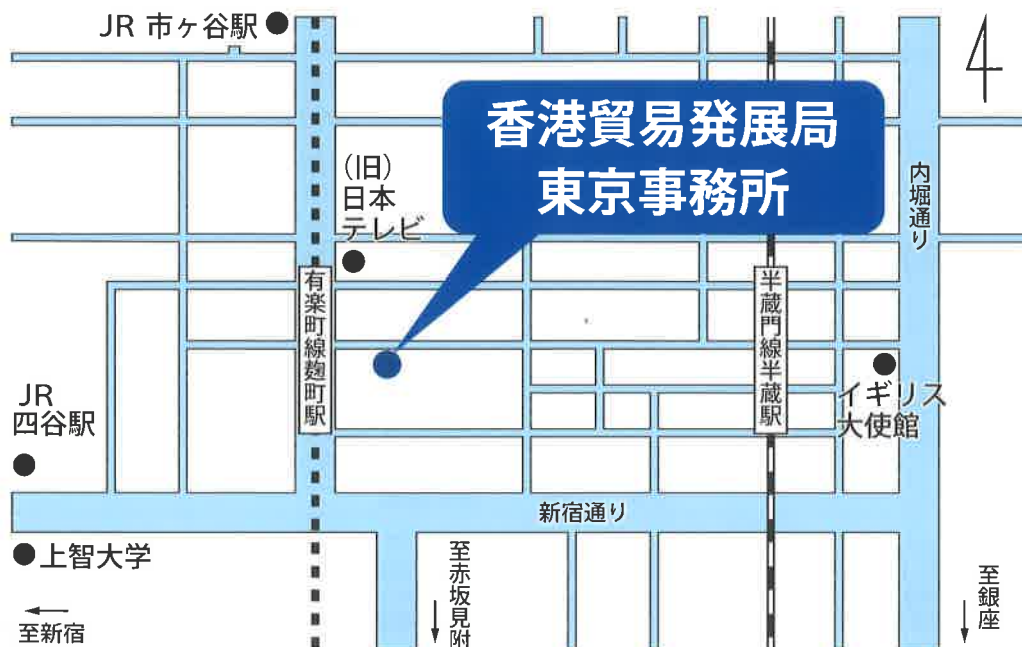 JR 市ヶ谷駅
香港貿易発展局
東京事務所
(旧)
日本
テレビ
内堀通り
有楽町線麹町駅
半蔵門線半蔵駅
JR
四谷駅
イギリス
大使館
新宿通り
上智大学
至新宿
至赤坂見附
至銀座